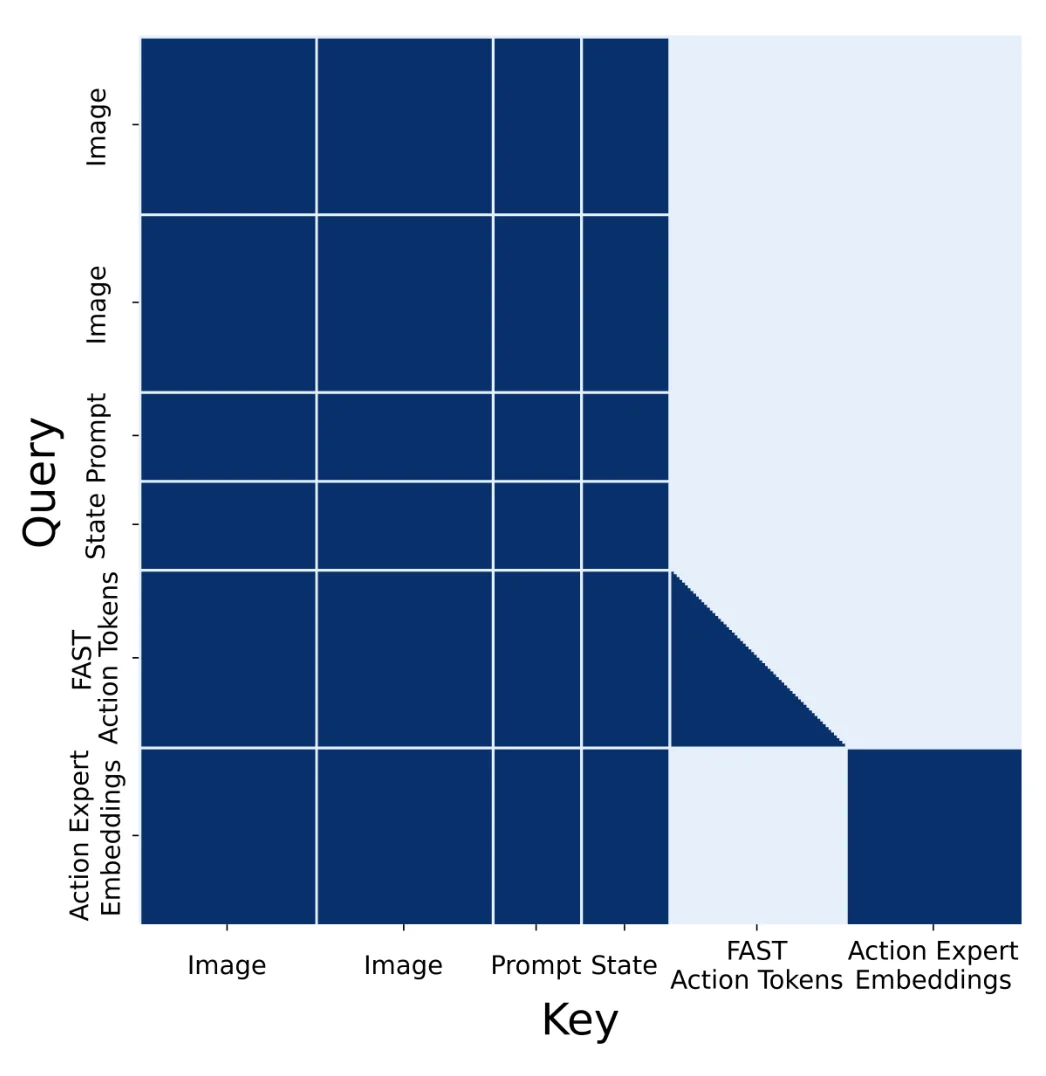 Query
Image
Image
Prompt
State
FAST
Action Tokens
Action Expert
Embeddings
Image
Image
Prompt
State
FAST
Action Tokens
Action Expert
Embeddings
Key